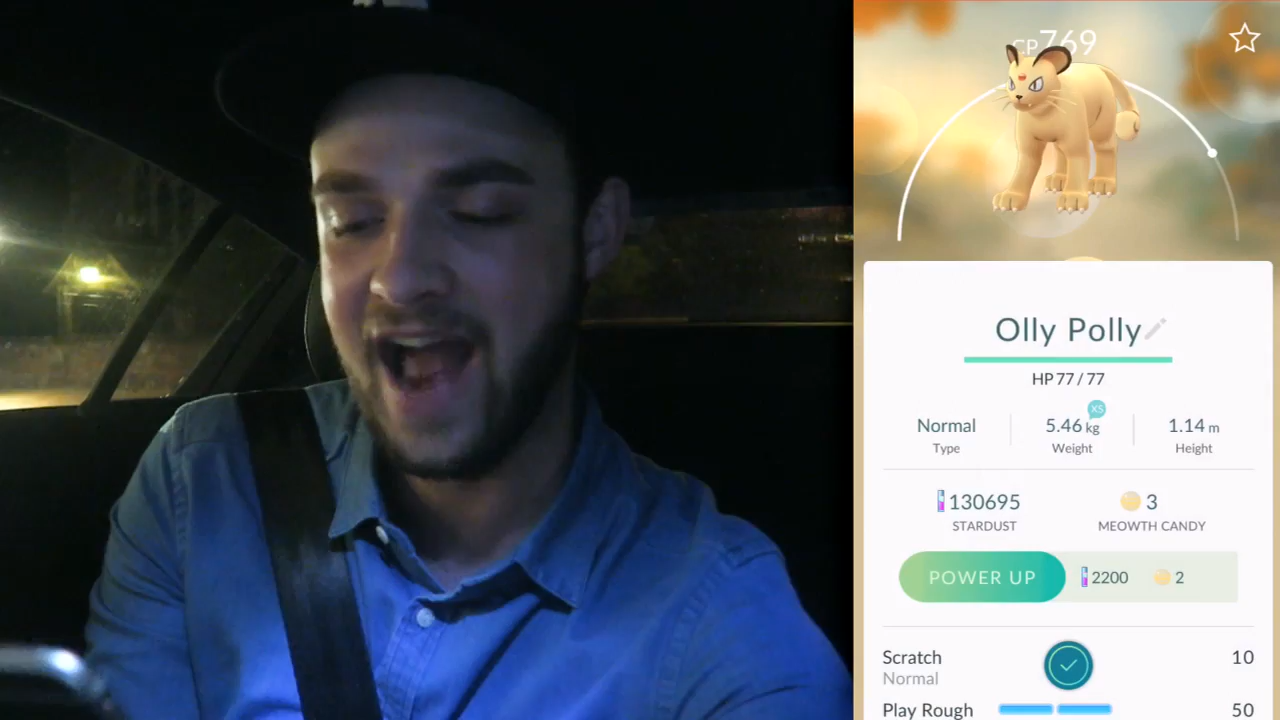 CP769
Olly Polly
HP 77 / 77
XS
Normal
Type
5.46 kg
Weight
1.14 m
Height
130695
STARDUST
3
MEOWTH CANDY
POWER UP
2200
2
Scratch
10
Normal
Play Rough
50